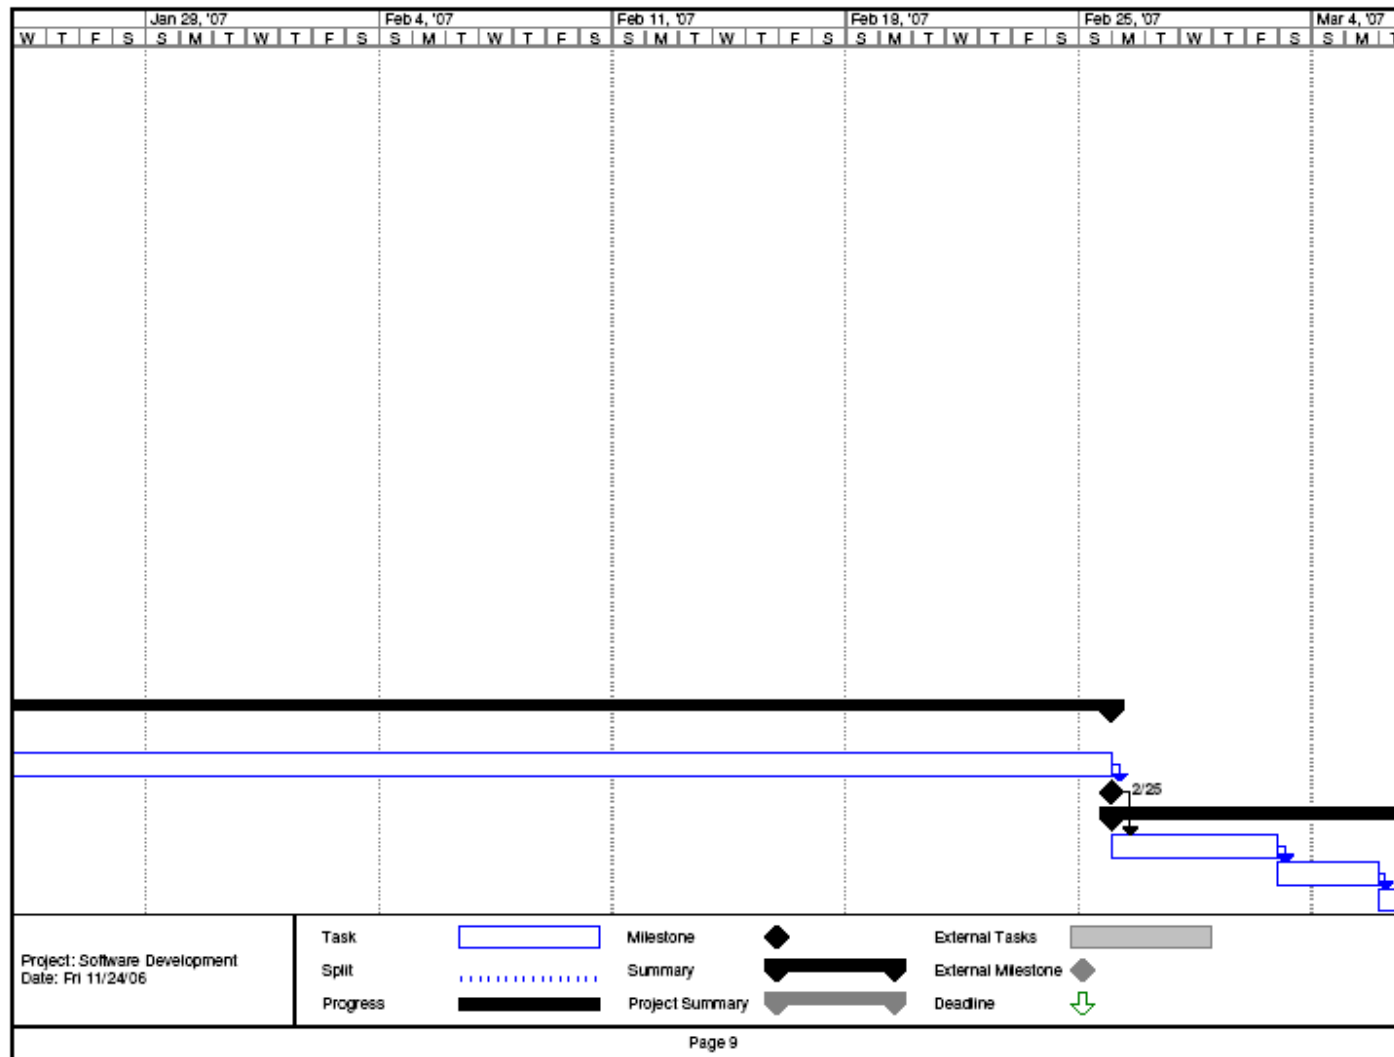 Jan 28, '07 Feb 4, '07 Feb 11, '07 Feb 18, '07 Feb 25, '07 Mar 4, '07
W T F S S M T W T F S S M T W T F S S M T W T F S S M T W T F S S M T W T F S S M T
2/25
Project: Software Development
Date: Fri 11/24/06
Task Milestone External Tasks
Split Summary External Milestone
Progress Project Summary Deadline
Page 9